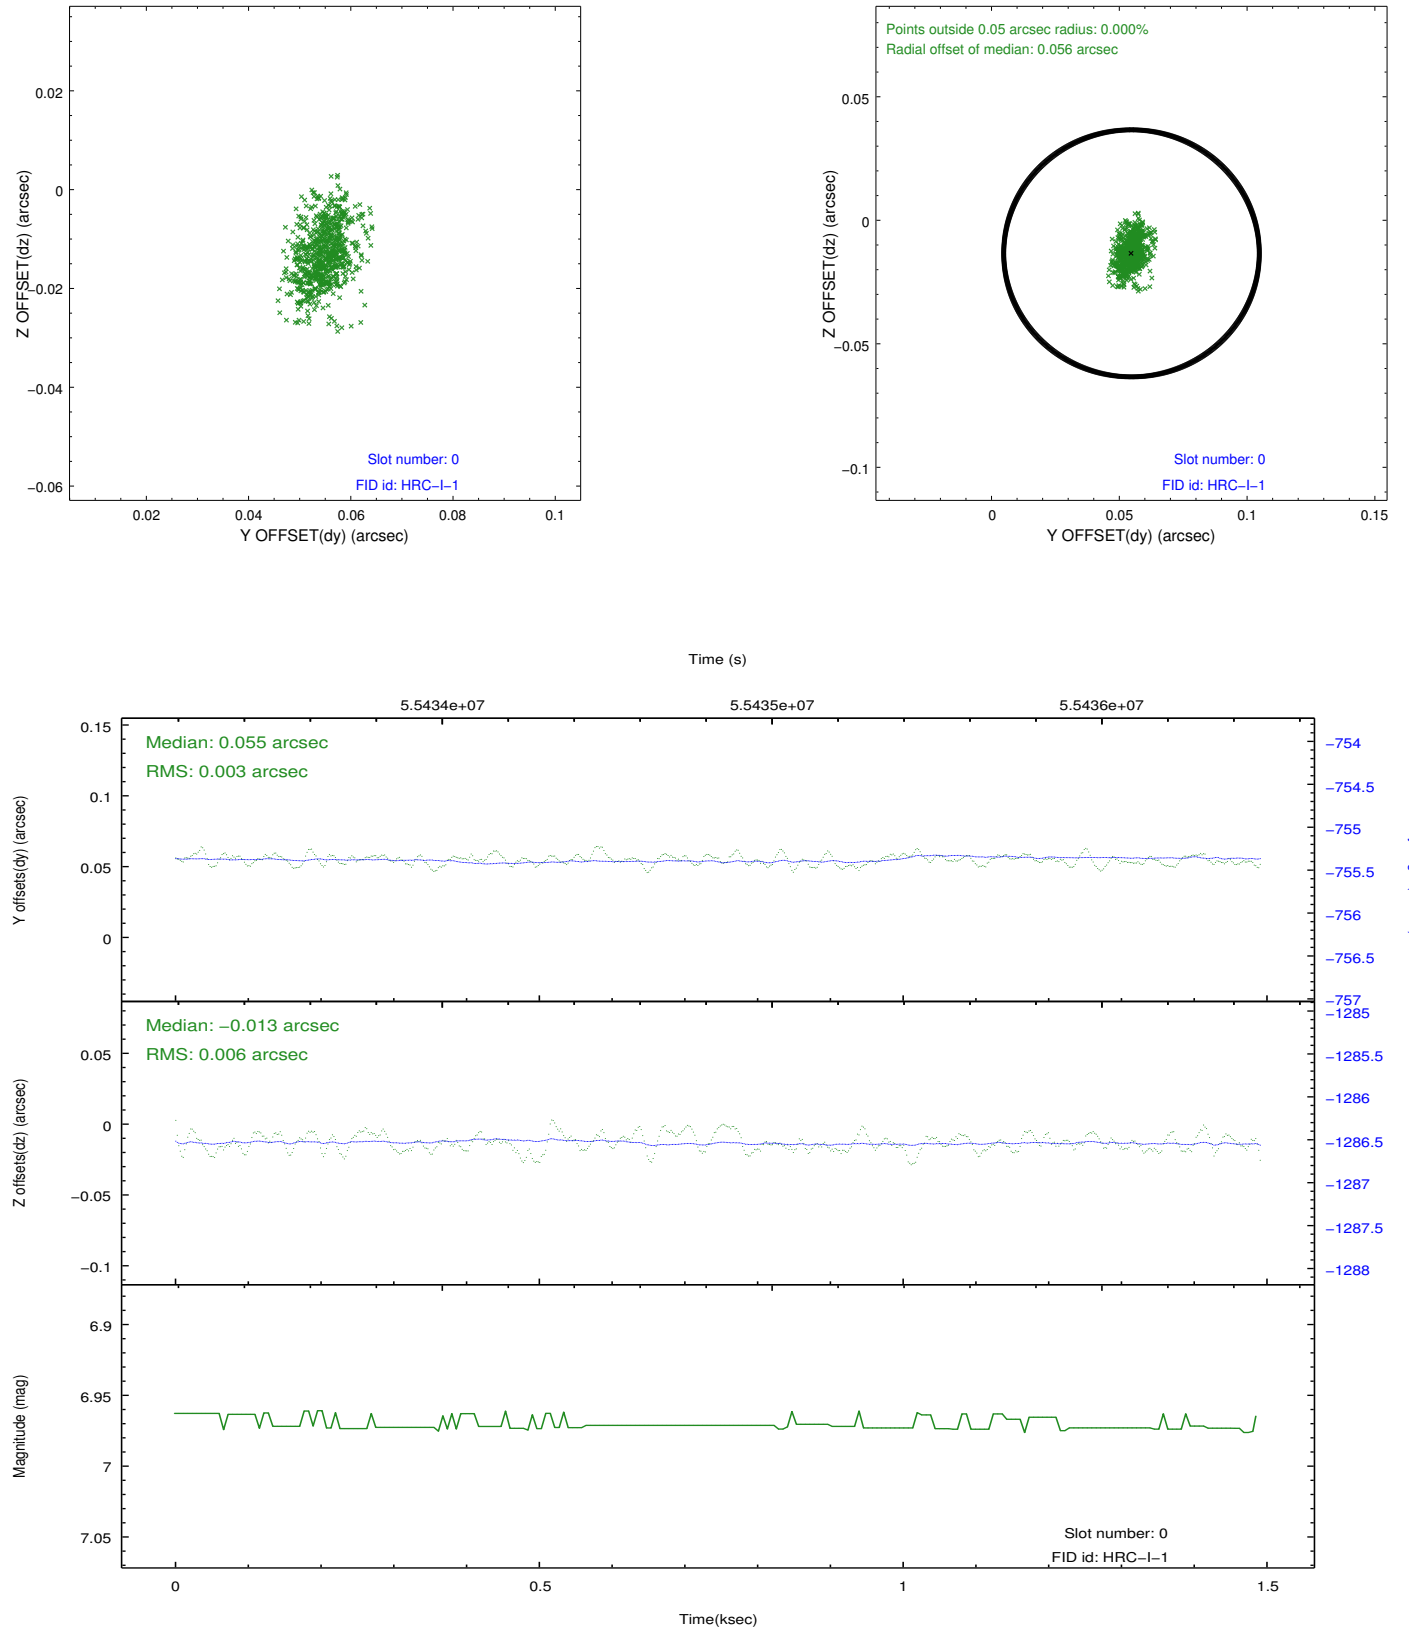 0.02
0
−0.02
−0.04
−0.06
Z OFFSET(dz) (arcsec)
Slot number: 0
FID id: HRC−I−1
0.02 0.04 0.06 0.08 0.1
Y OFFSET(dy) (arcsec)
Points outside 0.05 arcsec radius: 0.000%
Radial offset of median: 0.056 arcsec
0.05
0
−0.05
−0.1
Z OFFSET(dz) (arcsec)
Slot number: 0
FID id: HRC−I−1
0 0.05 0.1 0.15
Y OFFSET(dy) (arcsec)
Time (s)
5.5434e+07 5.5435e+07 5.5436e+07
Median: 0.055 arcsec
RMS: 0.003 arcsec
0.15
0.1
0.05
0
Y offsets(dy) (arcsec)
−754
−754.5
−755
−755.5
−756
−756.5
−757
Median: −0.013 arcsec
RMS: 0.006 arcsec
0.05
0
−0.05
−0.1
Z offsets(dz) (arcsec)
−1285
−1285.5
−1286
−1286.5
−1287
−1287.5
−1288
6.9
6.95
7
7.05
Magnitude (mag)
Slot number: 0
FID id: HRC−I−1
0 0.5 1 1.5
Time(ksec)